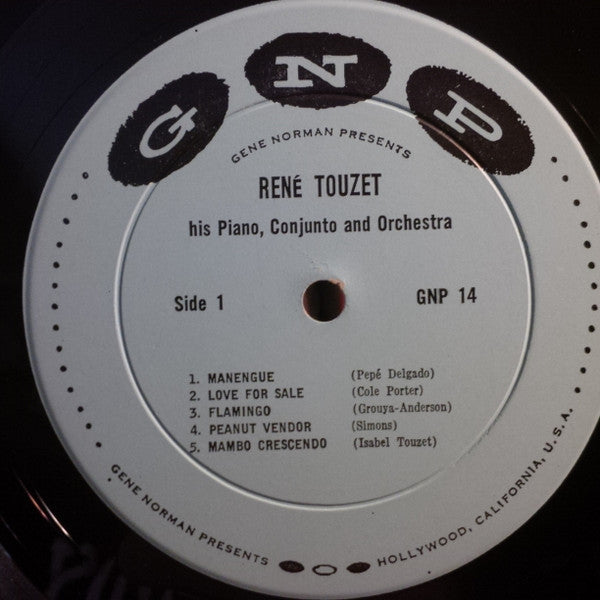 GNP
GENE NORMAN PRESENTS
RENÉ TOUZET
his Piano, Conjunto and Orchestra
Side 1
GNP 14
1. MANENGUE (Pepé Delgado)
2. LOVE FOR SALE (Cole Porter)
3. FLAMINGO (Grouya-Anderson)
4. PEANUT VENDOR (Simons)
5. MAMBO CRESCENDO (Isabel Touzet)
GENE NORMAN PRESENTS
HOLLYWOOD, CALIFORNIA, U. S. A.